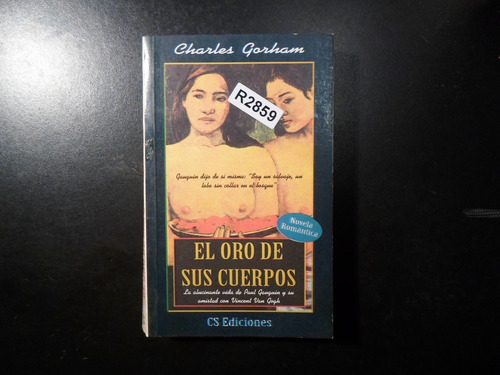 Charles Gorham
R2859
Gauguin dijo de sí mismo: "Soy un salvaje, un
lobo sin collar en el bosque"
Novela
Romántica
EL ORO DE
SUS CUERPOS
La alucinante vida de Paul Gauguin y su
amistad con Vincent Van Gogh
CS Ediciones